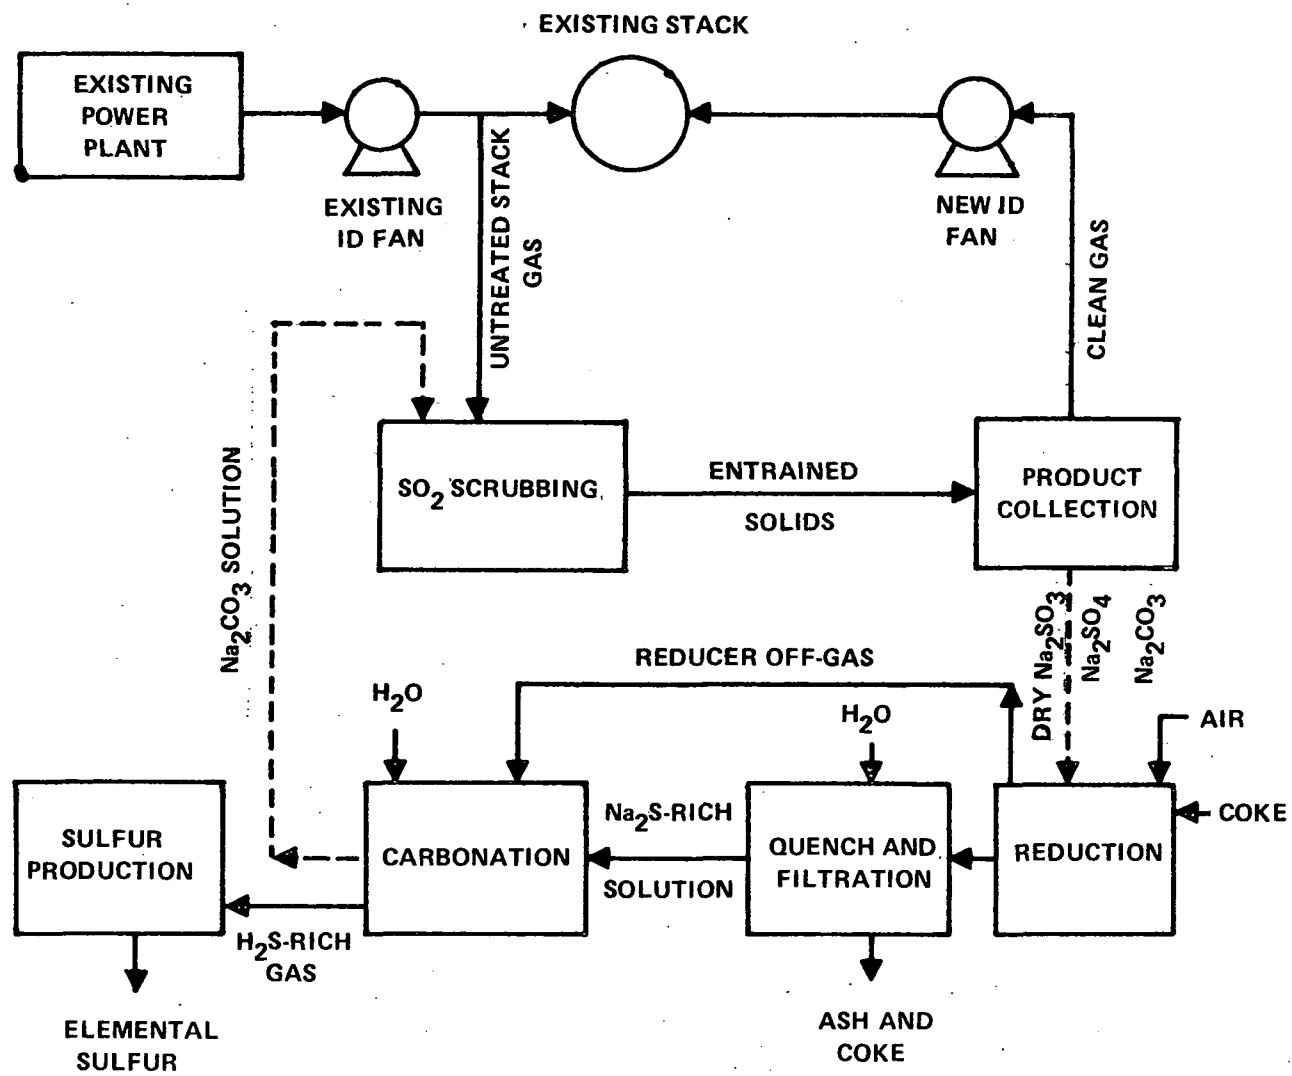 EXISTING STACK
EXISTING
POWER
PLANT
EXISTING
ID FAN
NEW ID
FAN
UNTREATED STACK
GAS
CLEAN GAS
SO2 SCRUBBING
ENTRAINED
SOLIDS
PRODUCT
COLLECTION
Na2CO3 SOLUTION
DRY Na2SO3
Na2SO4
Na2CO3
REDUCER OFF-GAS
H2O
H2O
AIR
COKE
SULFUR
PRODUCTION
CARBONATION
Na2S-RICH
SOLUTION
QUENCH AND
FILTRATION
REDUCTION
H2S-RICH
GAS
ELEMENTAL
SULFUR
ASH AND
COKE